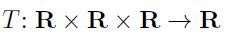 T: R × R × R → R